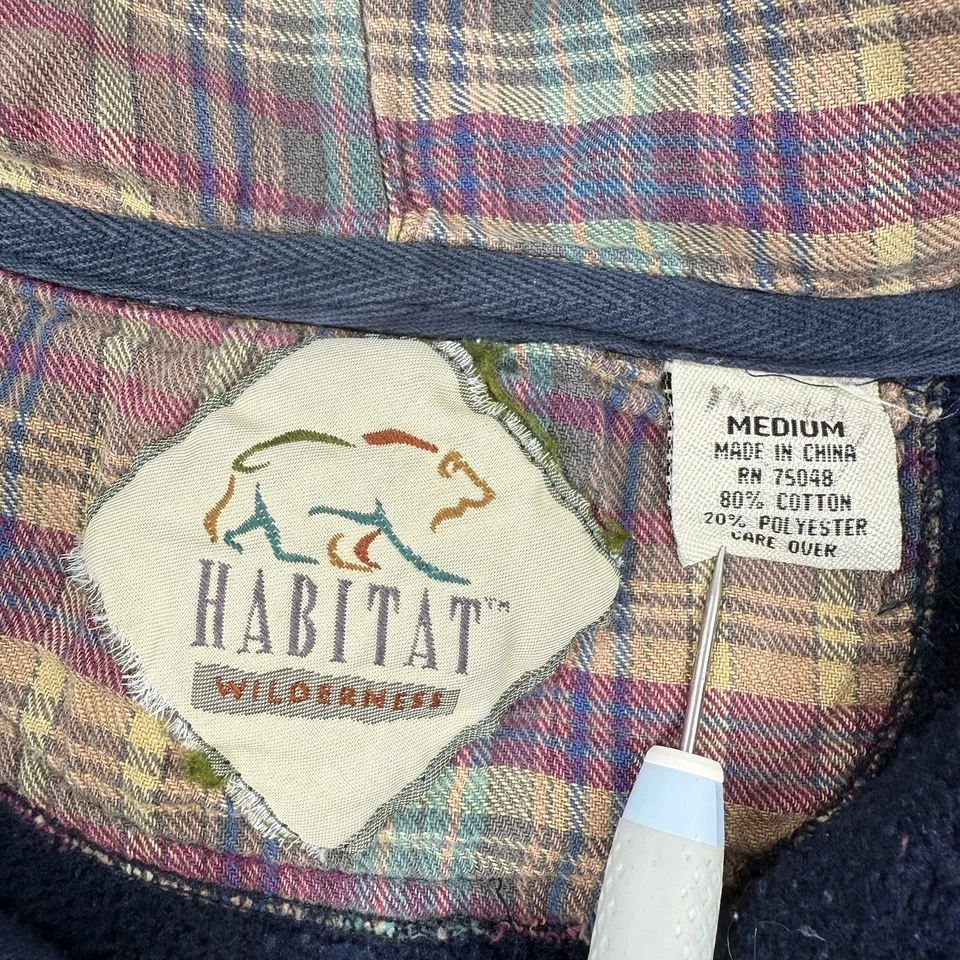 HABITAT™
WILDERNESS
MEDIUM
MADE IN CHINA
RN 75048
80% COTTON
20% POLYESTER
CARE OVER